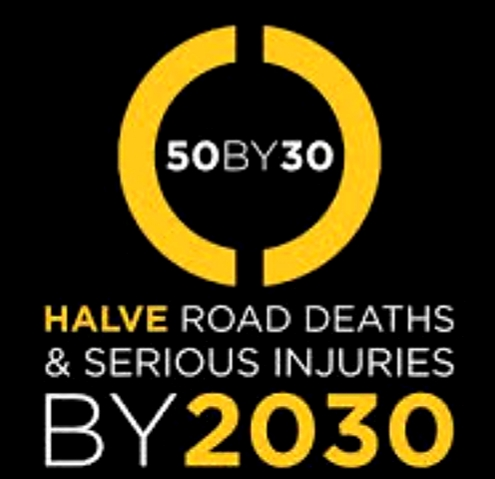 50BY30
HALVE ROAD DEATHS
& SERIOUS INJURIES
BY2030